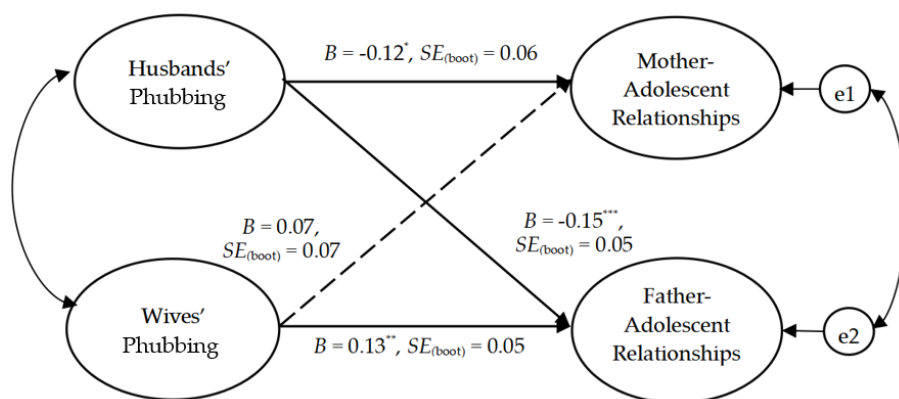 Husbands’
Phubbing
B = -0.12*, SE(boot) = 0.06
Mother-
Adolescent
Relationships
e1
B = 0.07,
SE(boot) = 0.07
B = -0.15***,
SE(boot) = 0.05
Wives’
Phubbing
B = 0.13**, SE(boot) = 0.05
Father-
Adolescent
Relationships
e2